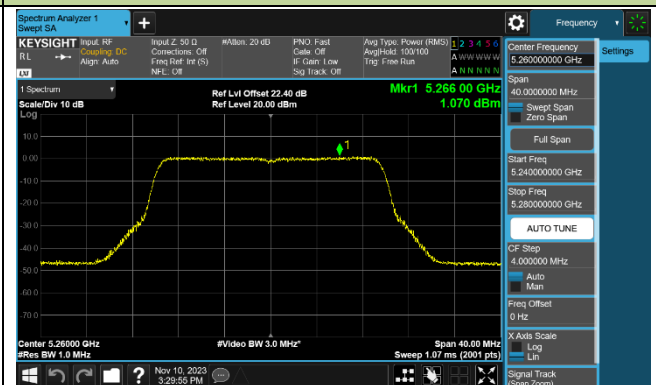 Spectrum Analyzer 1
Swept SA
+
Frequency
KEYSIGHT
Input: RF
Coupling: DC
Align: Auto
RL
LXI
Input Z: 50 Ω
Corrections: Off
Freq Ref: Int (S)
NFE: Off
#Atten: 20 dB
PNO: Fast
Gate: Off
IF Gain: Low
Sig Track: Off
Avg Type: Power (RMS)
Avg|Hold: 100/100
Trig: Free Run
1 2 3 4 5 6
A W W W W W
A N N N N N
1 Spectrum
Scale/Div 10 dB
Log
Ref Lvl Offset 22.40 dB
Ref Level 20.00 dBm
Mkr1 5.266 00 GHz
1.070 dBm
10.0
0.00
-10.0
-20.0
-30.0
-40.0
-50.0
-60.0
-70.0
1
Center 5.26000 GHz
#Res BW 1.0 MHz
#Video BW 3.0 MHz*
Span 40.00 MHz
Sweep 1.07 ms (2001 pts)
Nov 10, 2023
3:29:55 PM
?
Center Frequency
5.260000000 GHz
Settings
Span
40.0000000 MHz
Swept Span
Zero Span
Full Span
Start Freq
5.240000000 GHz
Stop Freq
5.280000000 GHz
AUTO TUNE
CF Step
4.000000 MHz
Auto
Man
Freq Offset
0 Hz
X Axis Scale
Log
Lin
Signal Track
(Span Zoom)